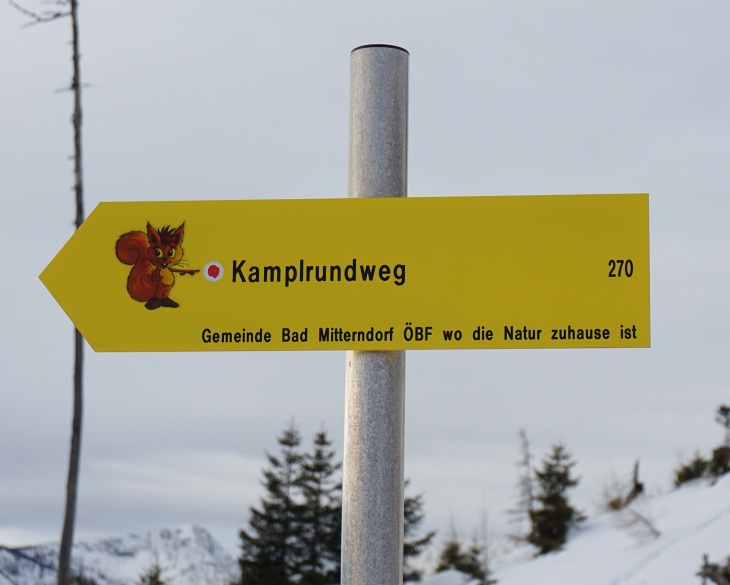 Kamplrundweg 270
Gemeinde Bad Mitterndorf ÖBF wo die Natur zuhause ist